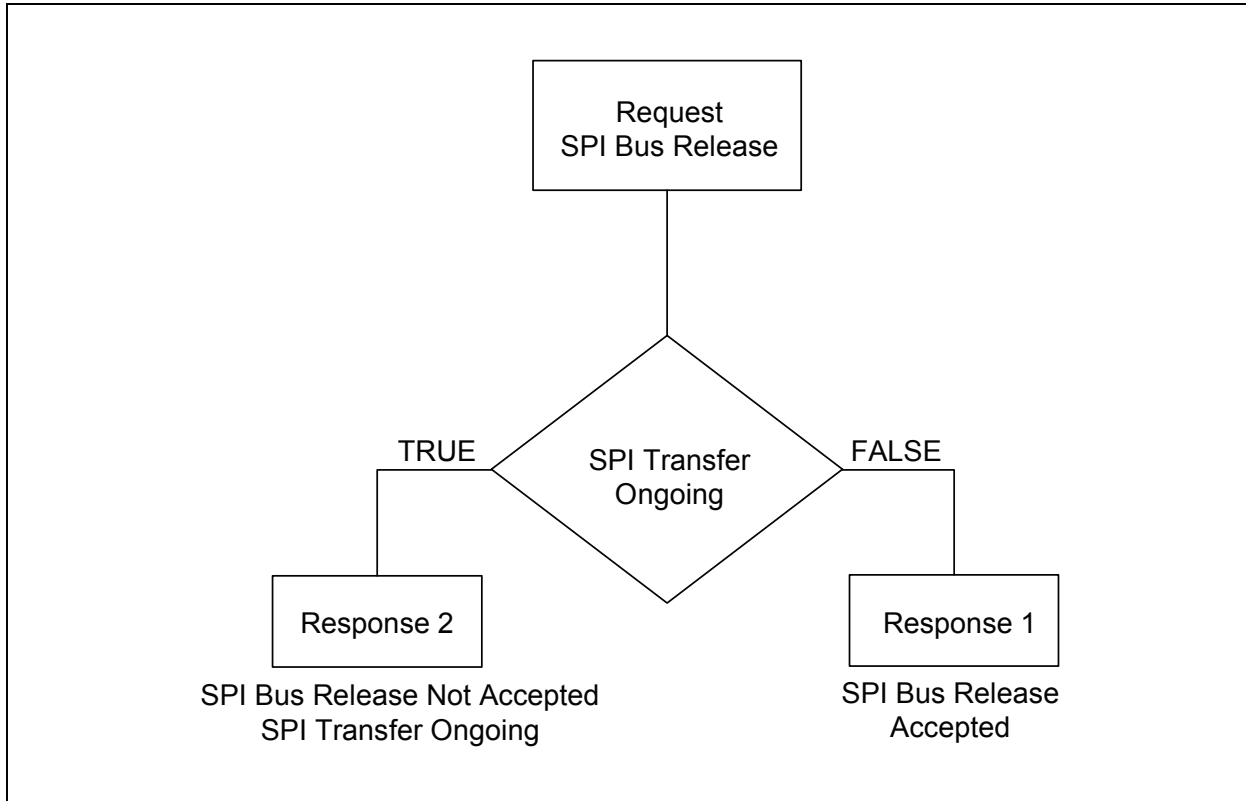 Request
SPI Bus Release
TRUE
FALSE
SPI Transfer
Ongoing
Response 2
Response 1
SPI Bus Release Not Accepted
SPI Transfer Ongoing
SPI Bus Release
Accepted